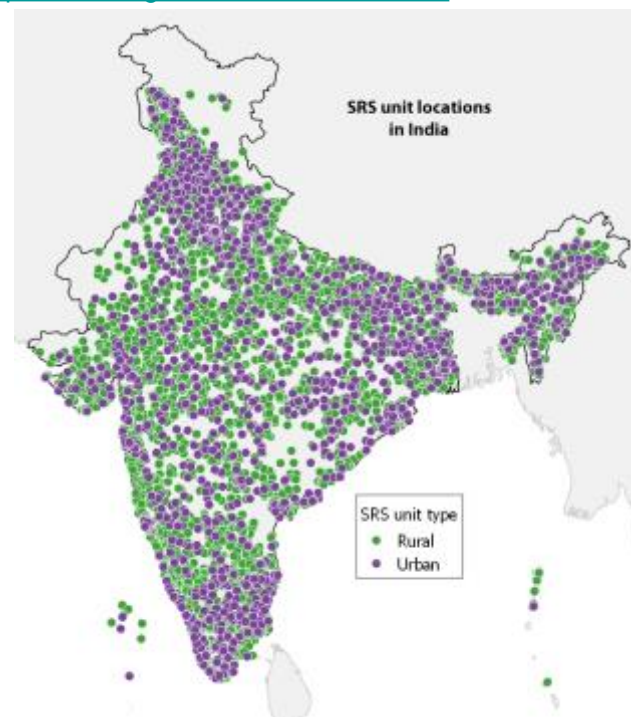 SRS unit locations
in India
SRS unit type
Rural
Urban